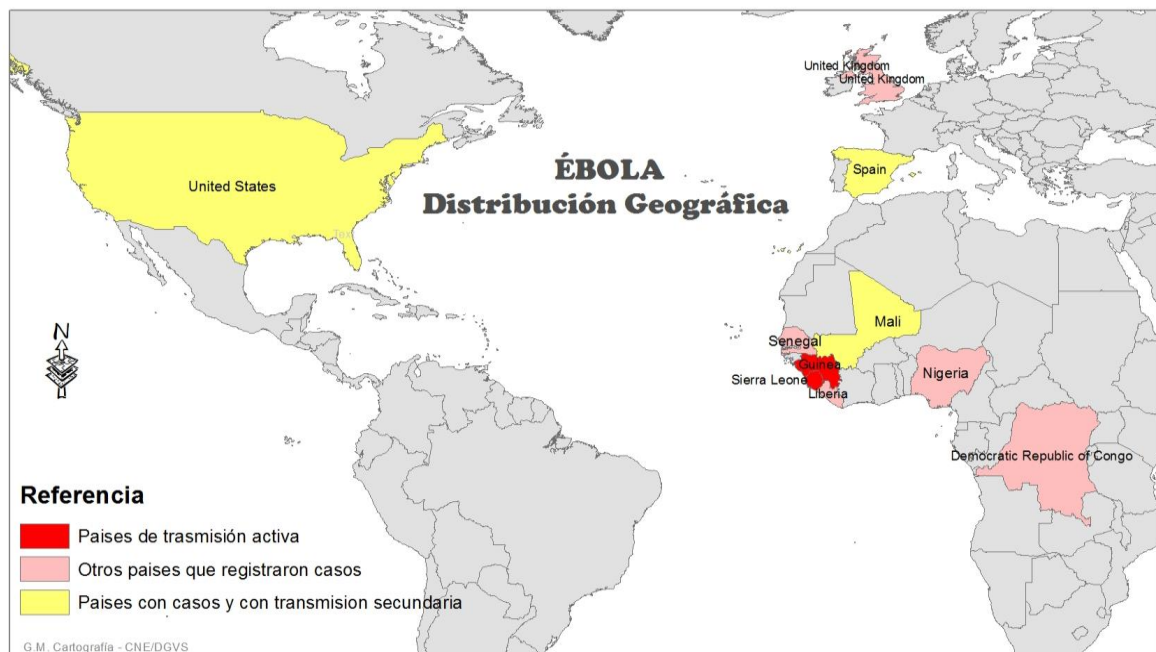 United Kingdom
United Kingdom
ÉBOLA
Distribución Geográfica
Spain
United States
Tex
N
Mali
Senegal
Guinea
Nigeria
Sierra Leone
Liberia
Democratic Republic of Congo
Referencia
Paises de trasmisión activa
Otros paises que registraron casos
Paises con casos y con transmision secundaria
G.M. Cartografía - CNE/DGVS